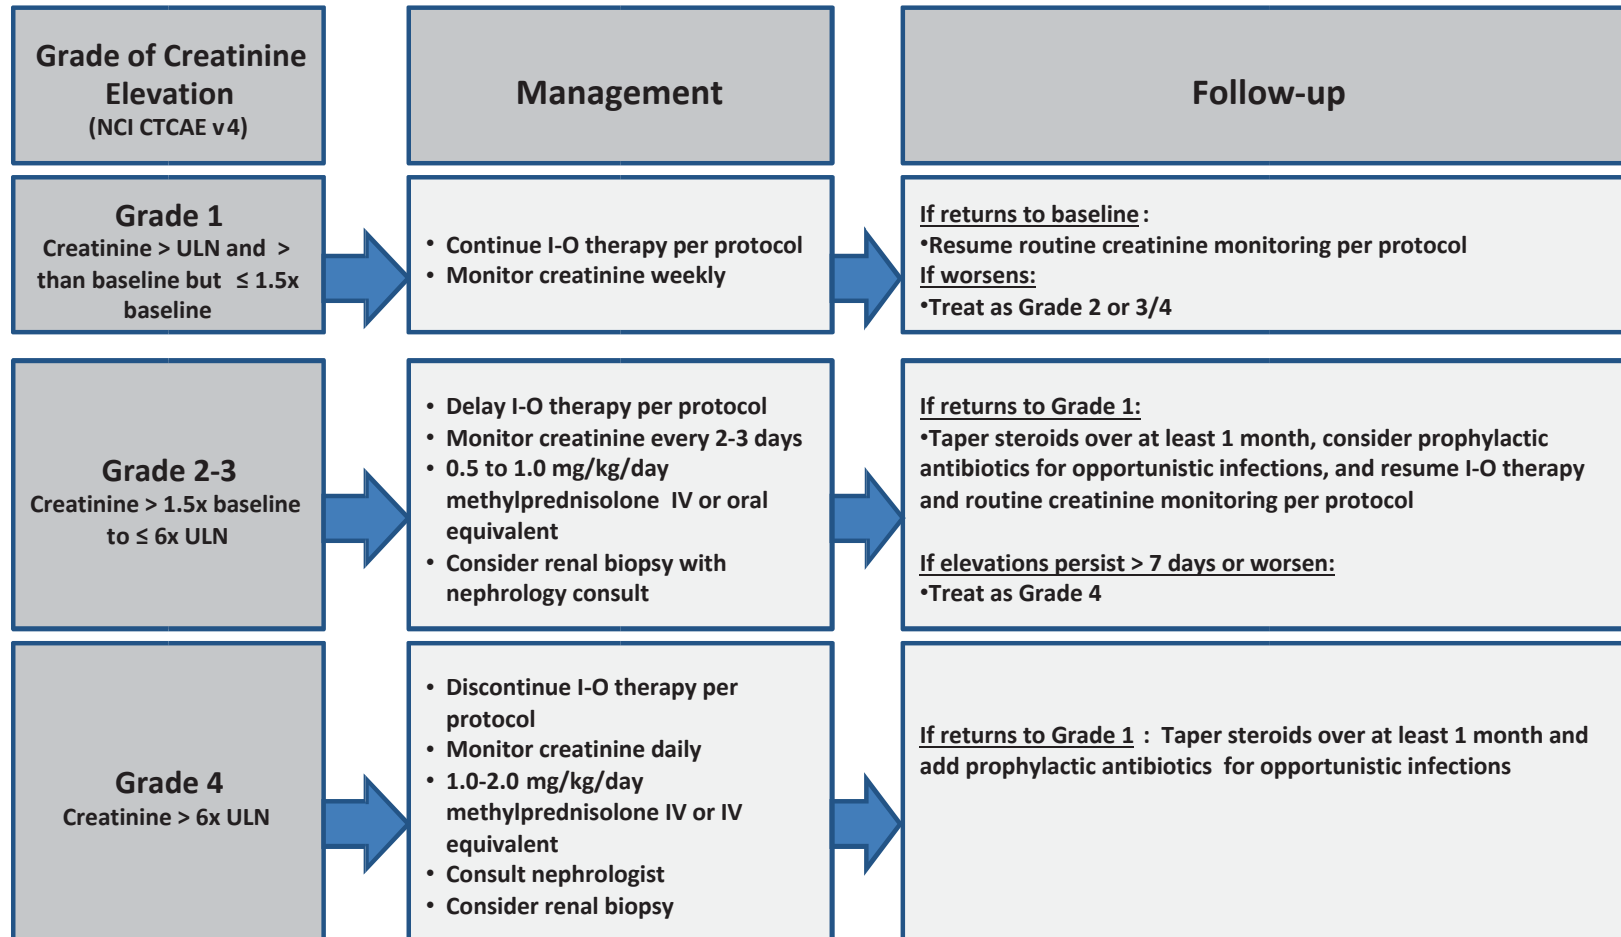 Grade of Creatinine
Elevation
(NCI CTCAE v4)
Management
Follow-up
Grade 1
Creatinine > ULN and >
than baseline but ≤ 1.5x
baseline
• Continue I-O therapy per protocol
• Monitor creatinine weekly
If returns to baseline :
•Resume routine creatinine monitoring per protocol
If worsens:
•Treat as Grade 2 or 3/4
Grade 2-3
Creatinine > 1.5x baseline
to ≤ 6x ULN
• Delay I-O therapy per protocol
• Monitor creatinine every 2-3 days
• 0.5 to 1.0 mg/kg/day
methylprednisolone IV or oral
equivalent
• Consider renal biopsy with
nephrology consult
If returns to Grade 1:
•Taper steroids over at least 1 month, consider prophylactic
antibiotics for opportunistic infections, and resume I-O therapy
and routine creatinine monitoring per protocol
If elevations persist > 7 days or worsen:
•Treat as Grade 4
Grade 4
Creatinine > 6x ULN
• Discontinue I-O therapy per
protocol
• Monitor creatinine daily
• 1.0-2.0 mg/kg/day
methylprednisolone IV or IV
equivalent
• Consult nephrologist
• Consider renal biopsy
If returns to Grade 1 : Taper steroids over at least 1 month and
add prophylactic antibiotics for opportunistic infections